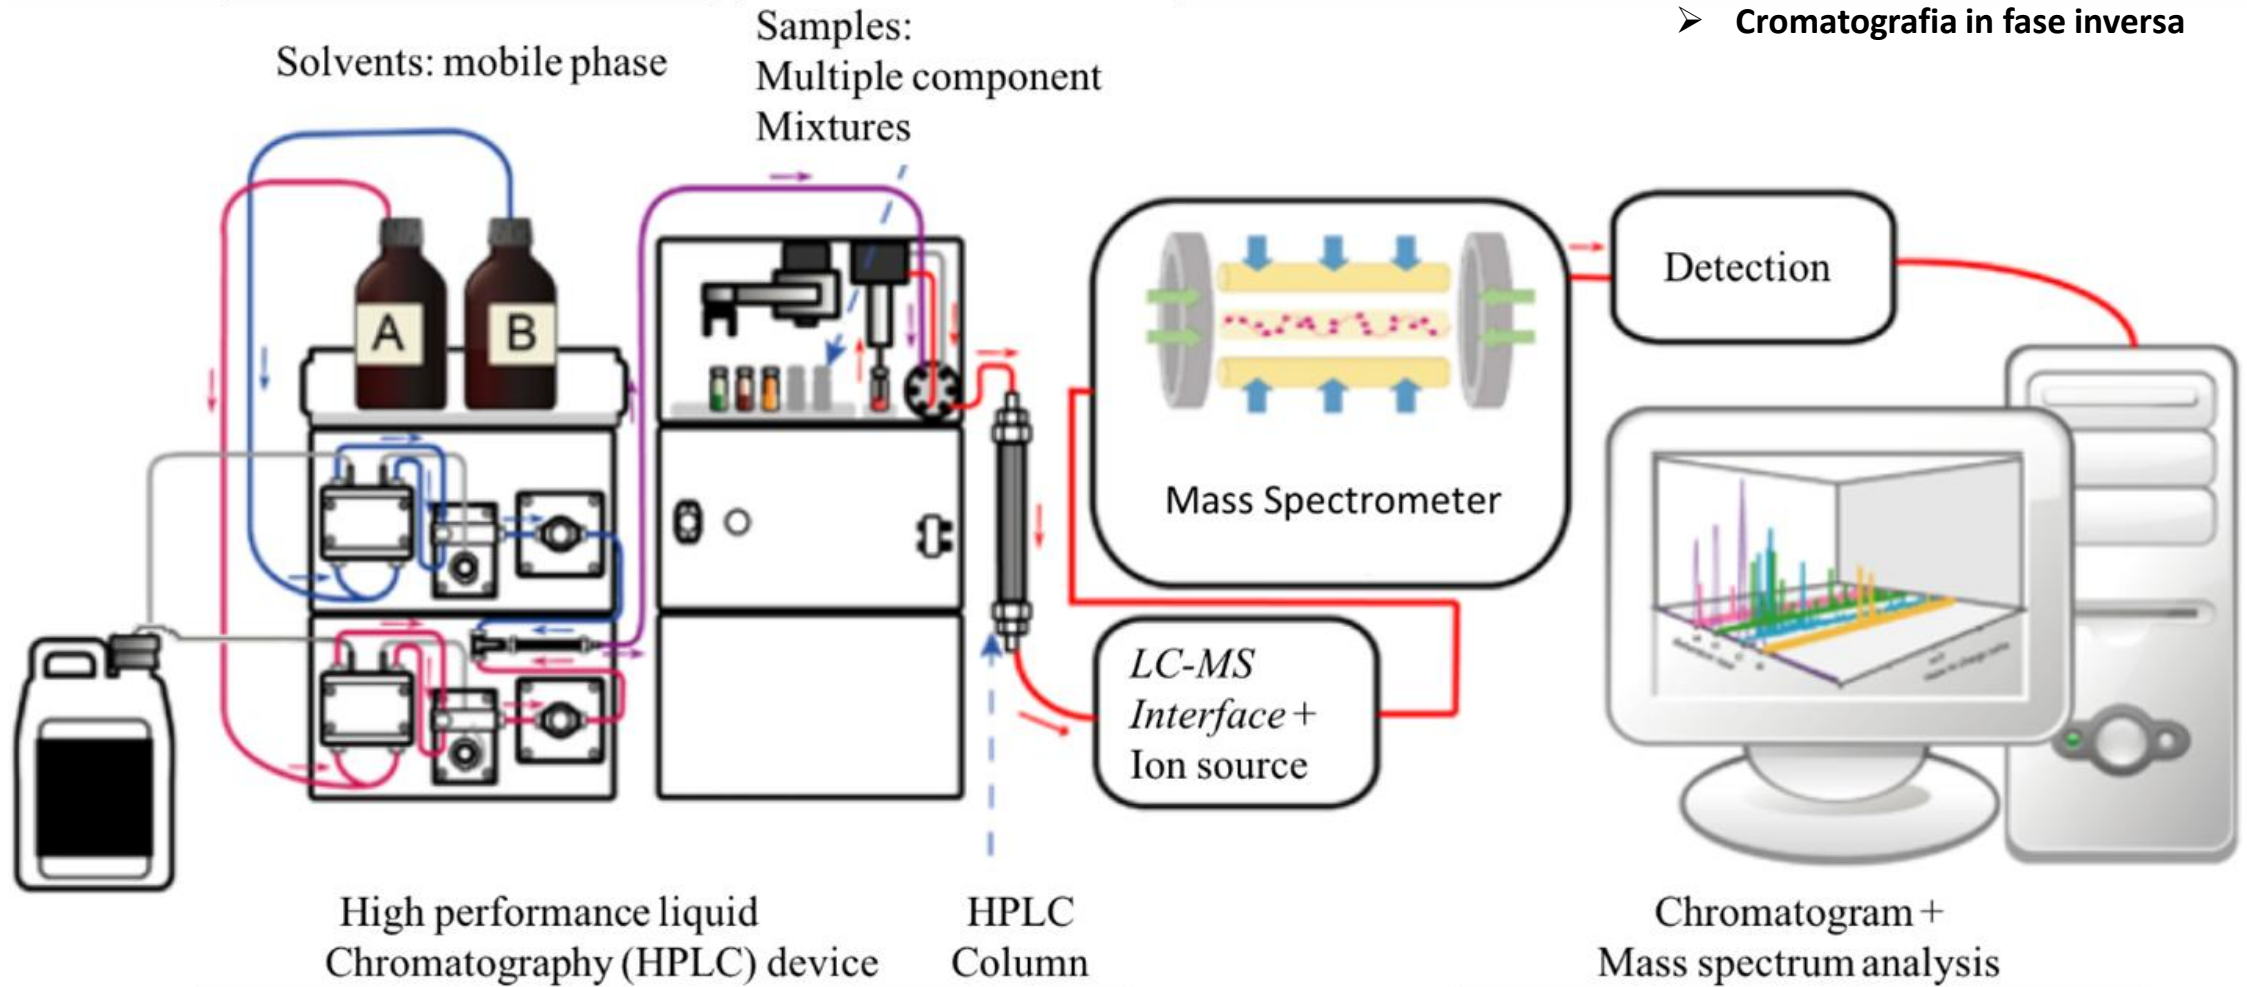 Solvents: mobile phase
Samples:
Multiple component
Mixtures
➢ Cromatografia in fase inversa
A
B
Detection
Mass Spectrometer
LC-MS
Interface +
Ion source
High performance liquid
Chromatography (HPLC) device
HPLC
Column
Chromatogram +
Mass spectrum analysis